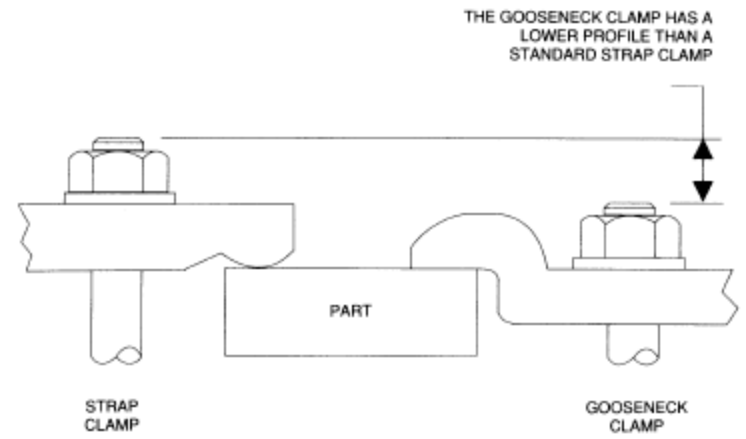 THE GOOSENECK CLAMP HAS A
LOWER PROFILE THAN A
STANDARD STRAP CLAMP
PART
STRAP
CLAMP
GOOSENECK
CLAMP